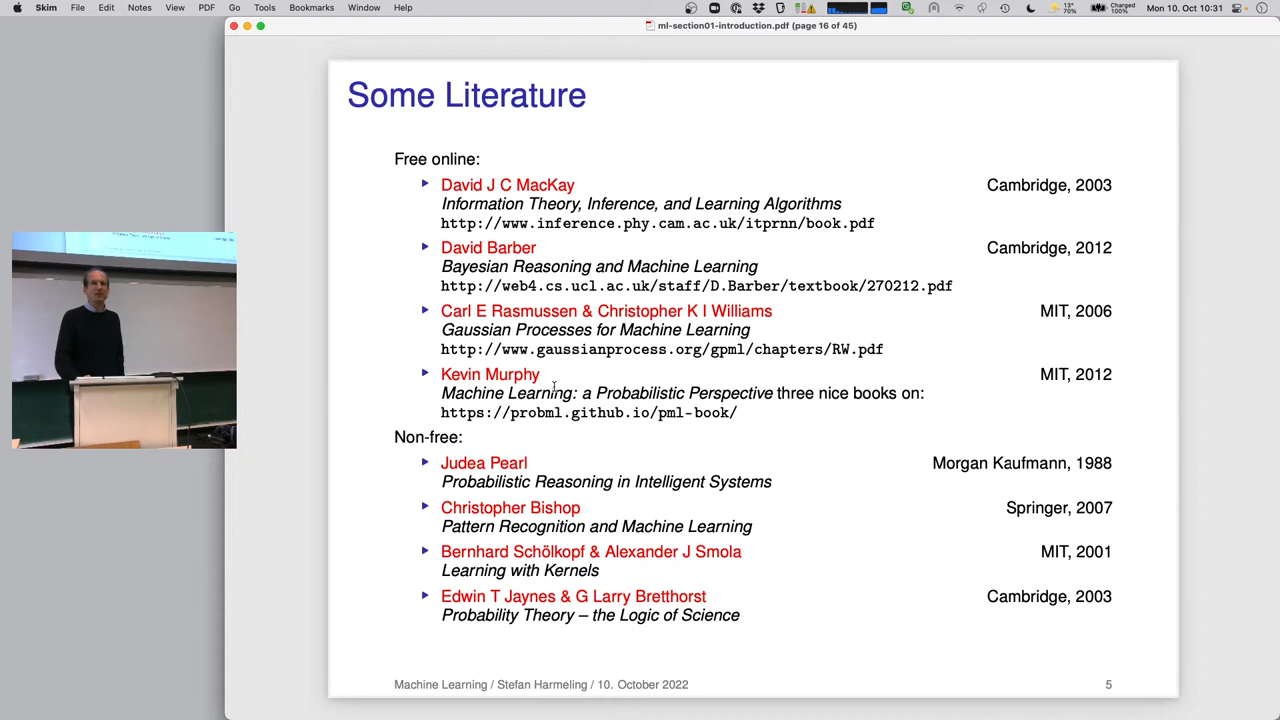 Skim File Edit View Go Tools Bookmarks PDF Window Help
13° 70% Charged 100% Mon 10. Oct 10:31
ml-section01-introduction.pdf (page 16 of 45)
Some Literature
Free online:
David J C MacKay Cambridge, 2003
Information Theory, Inference, and Learning Algorithms
http://www.inference.phy.cam.ac.uk/itprnn/book.pdf
David Barber Cambridge, 2012
Bayesian Reasoning and Machine Learning
http://web4.cs.ucl.ac.uk/staff/D.Barber/textbook/270212.pdf
Carl E Rasmussen & Christopher K I Williams MIT, 2006
Gaussian Processes for Machine Learning
http://www.gaussianprocess.org/gpml/chapters/RW.pdf
Kevin Murphy MIT, 2012
Machine Learning: a Probabilistic Perspective three nice books on:
https://probml.github.io/pml-book/
Non-free:
Judea Pearl Morgan Kaufmann, 1988
Probabilistic Reasoning in Intelligent Systems
Christopher Bishop Springer, 2007
Pattern Recognition and Machine Learning
Bernhard Schölkopf & Alexander J Smola MIT, 2001
Learning with Kernels
Edwin T Jaynes & G Larry Bretthorst Cambridge, 2003
Probability Theory – the Logic of Science
Machine Learning / Stefan Harmeling / 10. October 2022 5